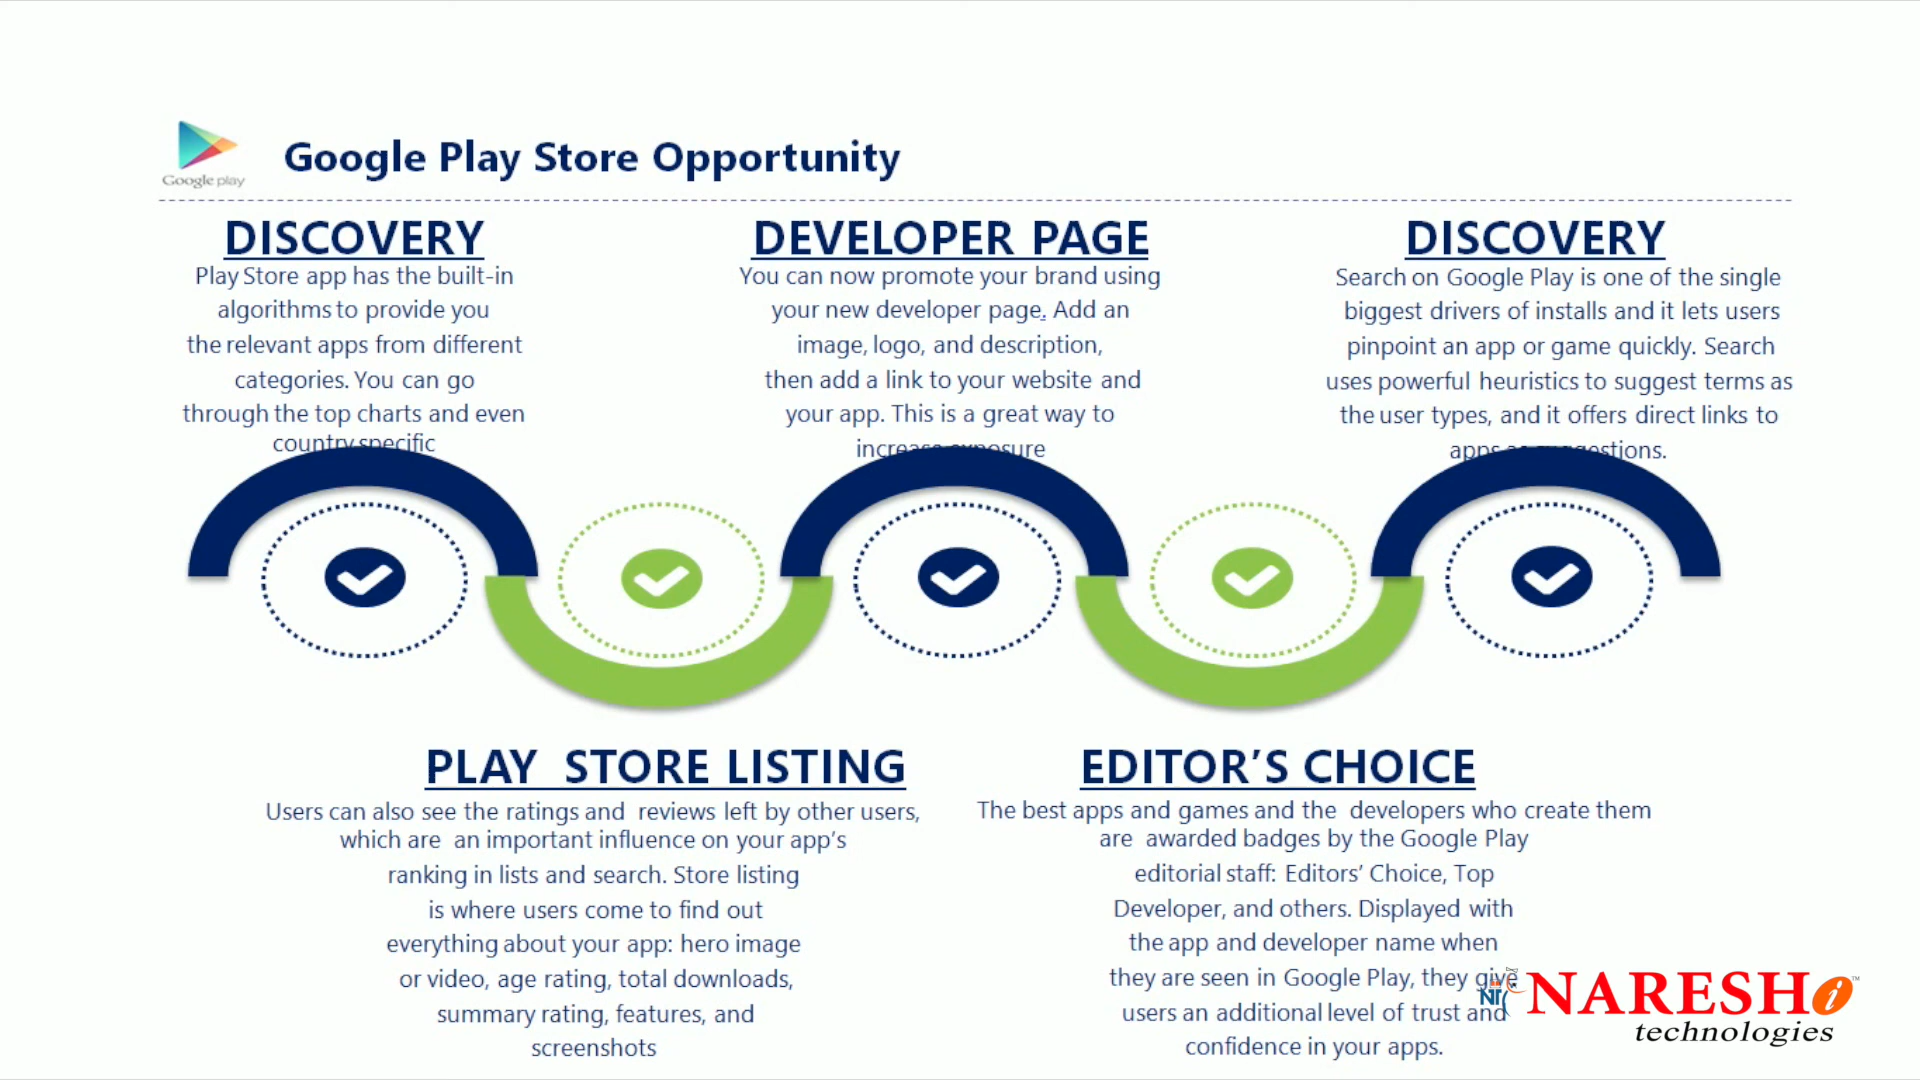 Google play
Google Play Store Opportunity
DISCOVERY
Play Store app has the built-in
algorithms to provide you
the relevant apps from different
categories. You can go
through the top charts and even
country specific
DEVELOPER PAGE
You can now promote your brand using
your new developer page. Add an
image, logo, and description,
then add a link to your website and
your app. This is a great way to
increase exposure
DISCOVERY
Search on Google Play is one of the single
biggest drivers of installs and it lets users
pinpoint an app or game quickly. Search
uses powerful heuristics to suggest terms as
the user types, and it offers direct links to
apps as suggestions.
PLAY STORE LISTING
Users can also see the ratings and reviews left by other users,
which are an important influence on your app's
ranking in lists and search. Store listing
is where users come to find out
everything about your app: hero image
or video, age rating, total downloads,
summary rating, features, and
screenshots
EDITOR'S CHOICE
The best apps and games and the developers who create them
are awarded badges by the Google Play
editorial staff: Editors' Choice, Top
Developer, and others. Displayed with
the app and developer name when
they are seen in Google Play, they give
users an additional level of trust and
confidence in your apps.
NARESH i ™
technologies